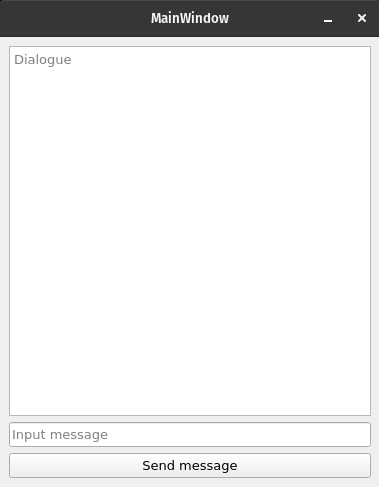 MainWindow
Dialogue
Input message
Send message